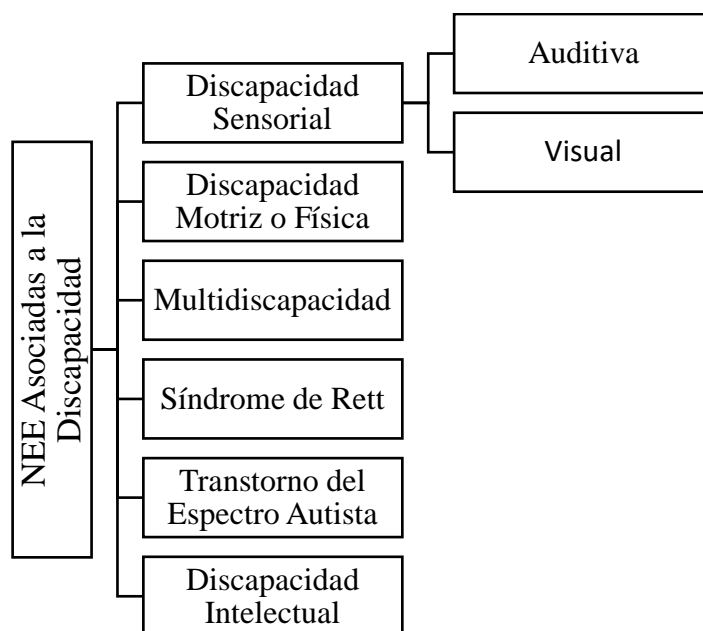 NEE Asociadas a la
Discapacidad
Discapacidad
Sensorial
Auditiva
Visual
Discapacidad
Motriz o Física
Multidiscapacidad
Síndrome de Rett
Transtorno del
Espectro Autista
Discapacidad
Intelectual